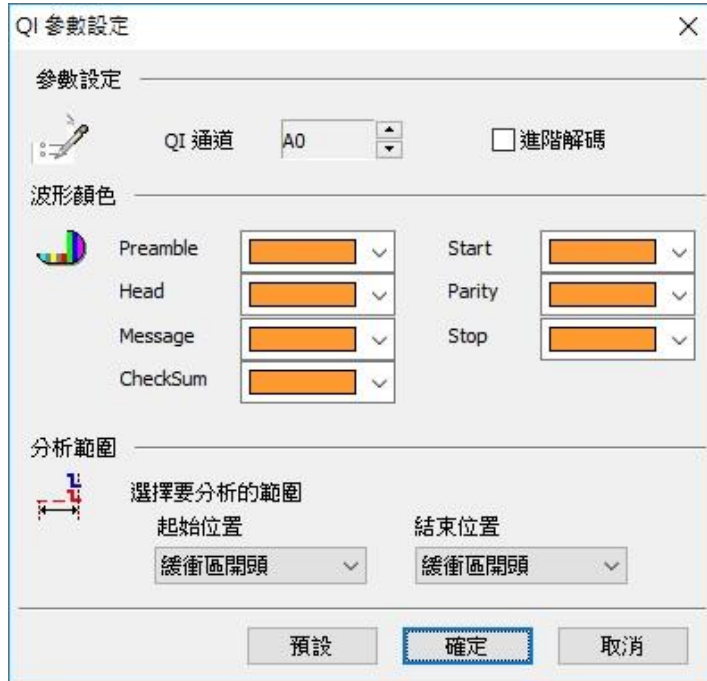 QI 參數設定
參數設定
QI 通道 A0 進階解碼
波形顏色
Preamble Start
Head Parity
Message Stop
CheckSum
分析範圍
選擇要分析的範圍
起始位置 結束位置
緩衝區開頭 緩衝區開頭
預設 確定 取消